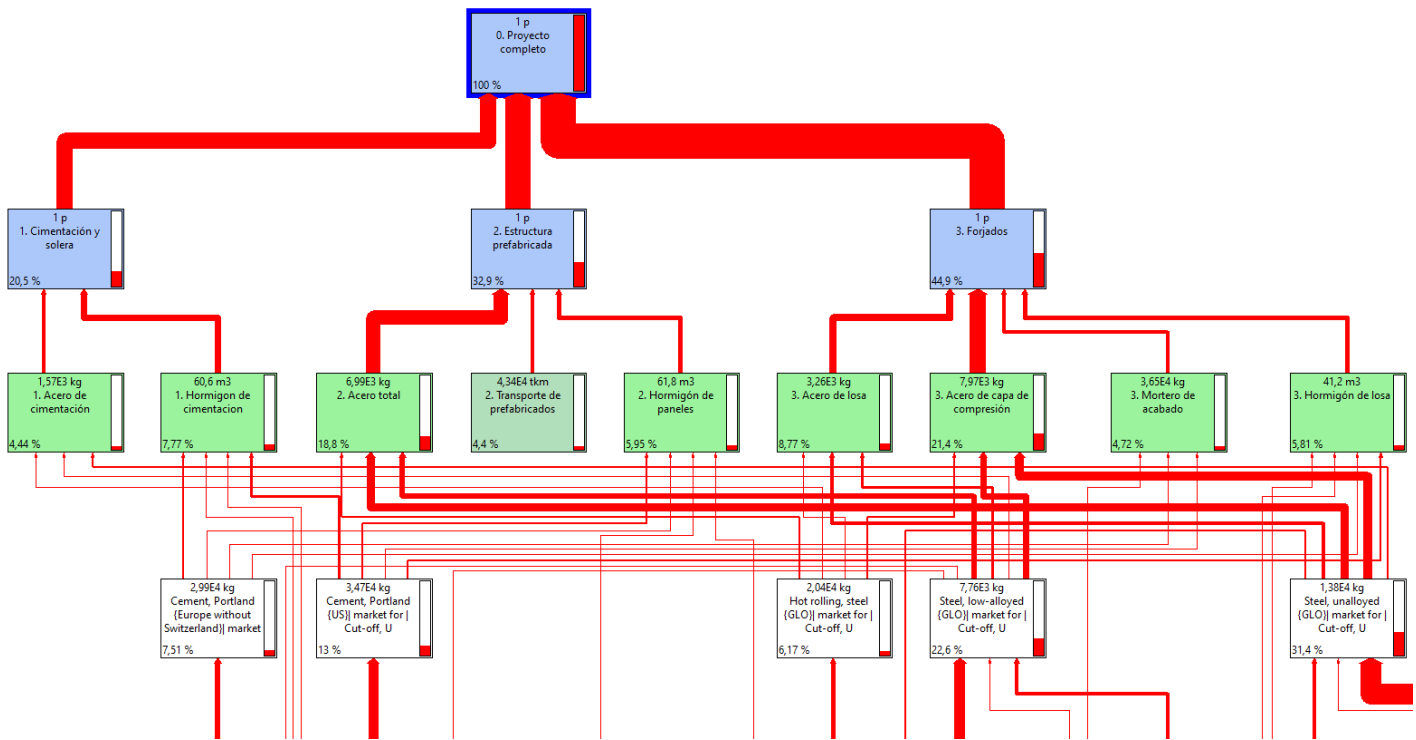 1 p
0. Proyecto
completo
100 %
1 p
1. Cimentación y
solera
20,5 %
1 p
2. Estructura
prefabricada
32,9 %
1 p
3. Forjados
44,9 %
1,57E3 kg
1. Acero de
cimentación
4,44 %
60,6 m3
1. Hormigon de
cimentacion
7,77 %
6,99E3 kg
2. Acero total
18,8 %
4,34E4 tkm
2. Transporte de
prefabricados
4,4 %
61,8 m3
2. Hormigón de
paneles
5,95 %
3,26E3 kg
3. Acero de losa
8,77 %
7,97E3 kg
3. Acero de capa de
compresión
21,4 %
3,65E4 kg
3. Mortero de
acabado
4,72 %
41,2 m3
3. Hormigón de losa
5,81 %
2,99E4 kg
Cement, Portland
{Europe without
Switzerland}| market
7,51 %
3,47E4 kg
Cement, Portland
{US}| market for |
Cut-off, U
13 %
2,04E4 kg
Hot rolling, steel
{GLO}| market for |
Cut-off, U
6,17 %
7,76E3 kg
Steel, low-alloyed
{GLO}| market for |
Cut-off, U
22,6 %
1,38E4 kg
Steel, unalloyed
{GLO}| market for |
Cut-off, U
31,4 %